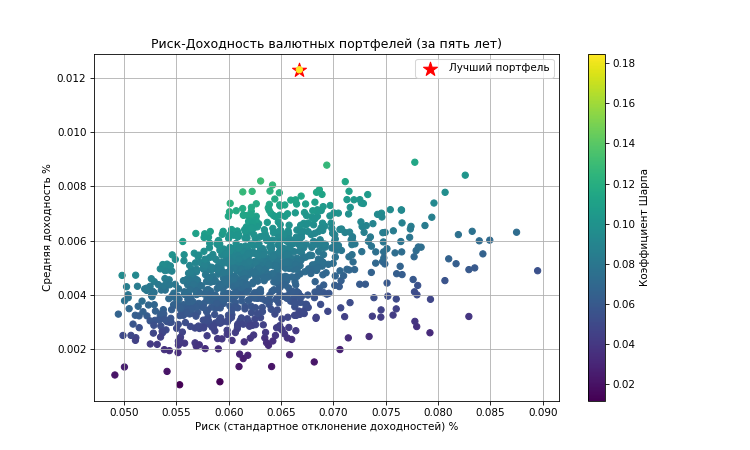 Риск-Доходность валютных портфелей (за пять лет)
Лучший портфель
Средняя доходность %
0.012
0.010
0.008
0.006
0.004
0.002
0.050 0.055 0.060 0.065 0.070 0.075 0.080 0.085 0.090
Риск (стандартное отклонение доходностей) %
0.18
0.16
0.14
0.12
0.10
0.08
0.06
0.04
0.02
Коэффициент Шарпа